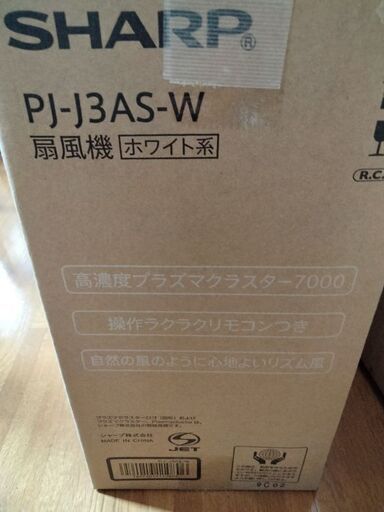 SHARP®
PJ-J3AS-W
扇風機 ホワイト系
R.C.
高濃度プラズマクラスター7000
操作ラクラクリモコンつき
自然の風のように心地よいリズム風
シャープ株式会社
MADE IN CHINA
JET
9C02